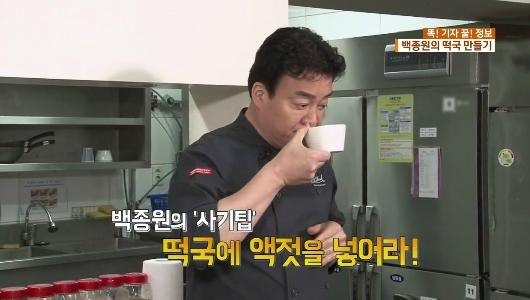 똑! 기자 꿀! 정보
백종원의 떡국 만들기
백종원의 '사기팁'
떡국에 액젓을 넣어라!
11